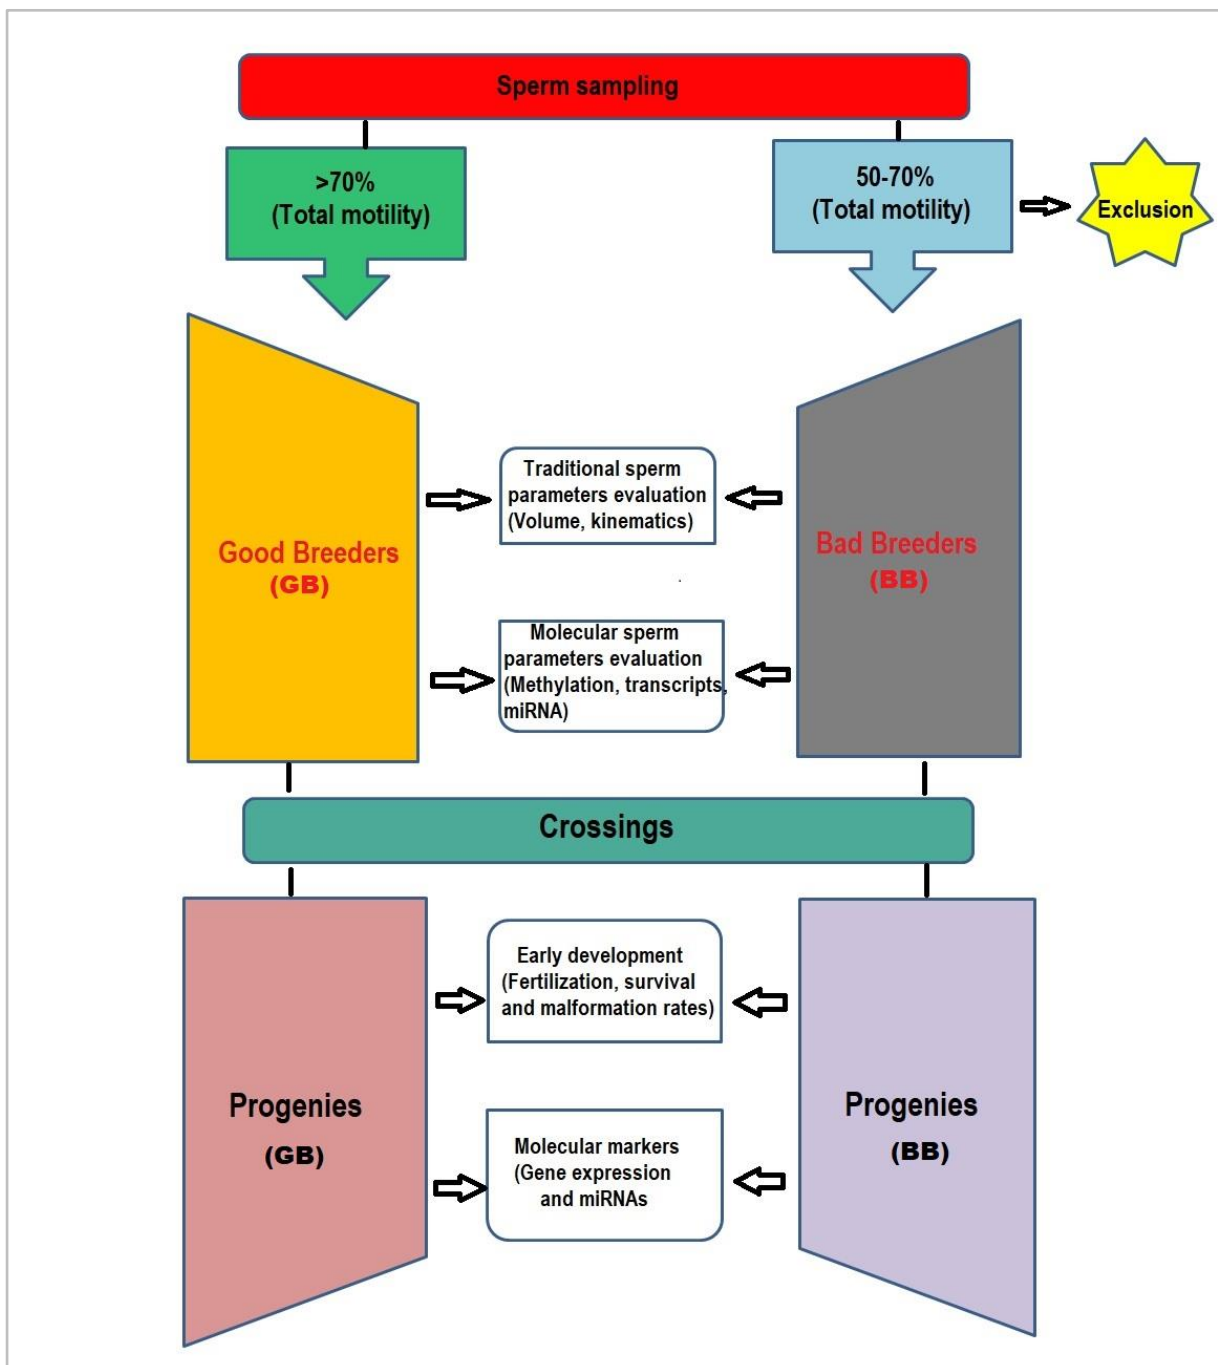 Sperm sampling
>70%
(Total motility)
50-70%
(Total motility)
Exclusion
Traditional sperm
parameters evaluation
(Volume, kinematics)
Good Breeders
(GB)
Bad Breeders
(BB)
Molecular sperm
parameters evaluation
(Methylation, transcripts,
miRNA)
Crossings
Early development
(Fertilization, survival
and malformation rates)
Progenies
(GB)
Progenies
(BB)
Molecular markers
(Gene expression
and miRNAs